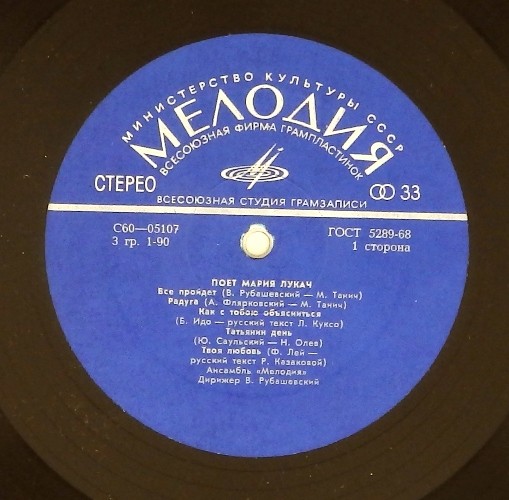 МИНИСТЕРСТВО КУЛЬТУРЫ СССР
МЕЛОДИЯ
ВСЕСОЮЗНАЯ ФИРМА ГРАМПЛАСТИНОК
СТЕРЕО
33
ВСЕСОЮЗНАЯ СТУДИЯ ГРАМЗАПИСИ
С60—05107
ГОСТ 5289-68
3 гр. 1-90
1 сторона
ПОЕТ МАРИЯ ЛУКАЧ
Все пройдет (В. Рубашевский — М. Танич)
Радуга (А. Флярковский — М. Танич)
Как с тобою объясниться
(Б. Идо — русский текст Л. Куксо)
Татьянин день
(Ю. Саульский — Н. Олев)
Твоя любовь (Ф. Лей —
русский текст Р. Казаковой)
Ансамбль «Мелодия»
Дирижер В. Рубашевский